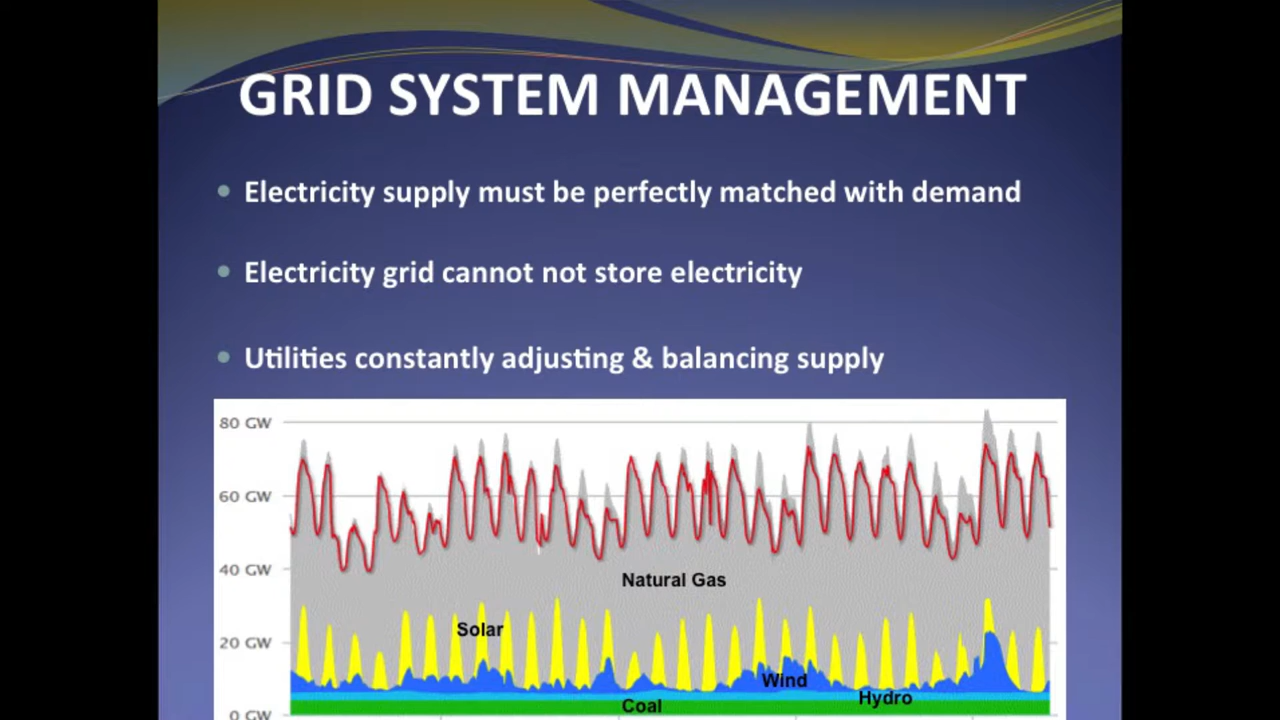 GRID SYSTEM MANAGEMENT
Electricity supply must be perfectly matched with demand
Electricity grid cannot not store electricity
Utilities constantly adjusting & balancing supply
80 GW
60 GW
40 GW
Natural Gas
Solar
20 GW
Wind
Hydro
Coal
0 GW